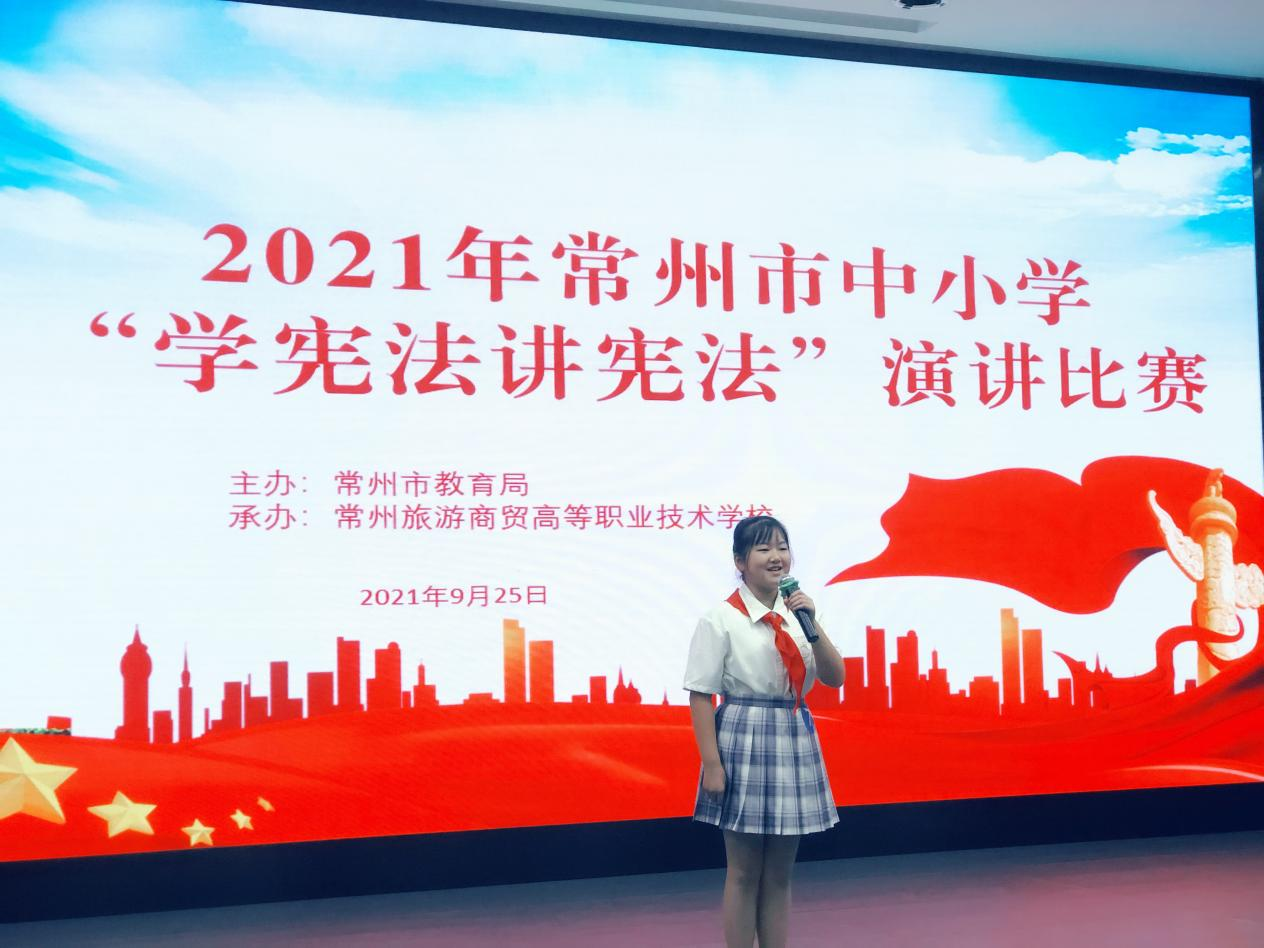 2021年常州市中小学
“学宪法讲宪法”演讲比赛
主办：常州市教育局
承办：常州旅游商贸高等职业技术学校
2021年9月25日